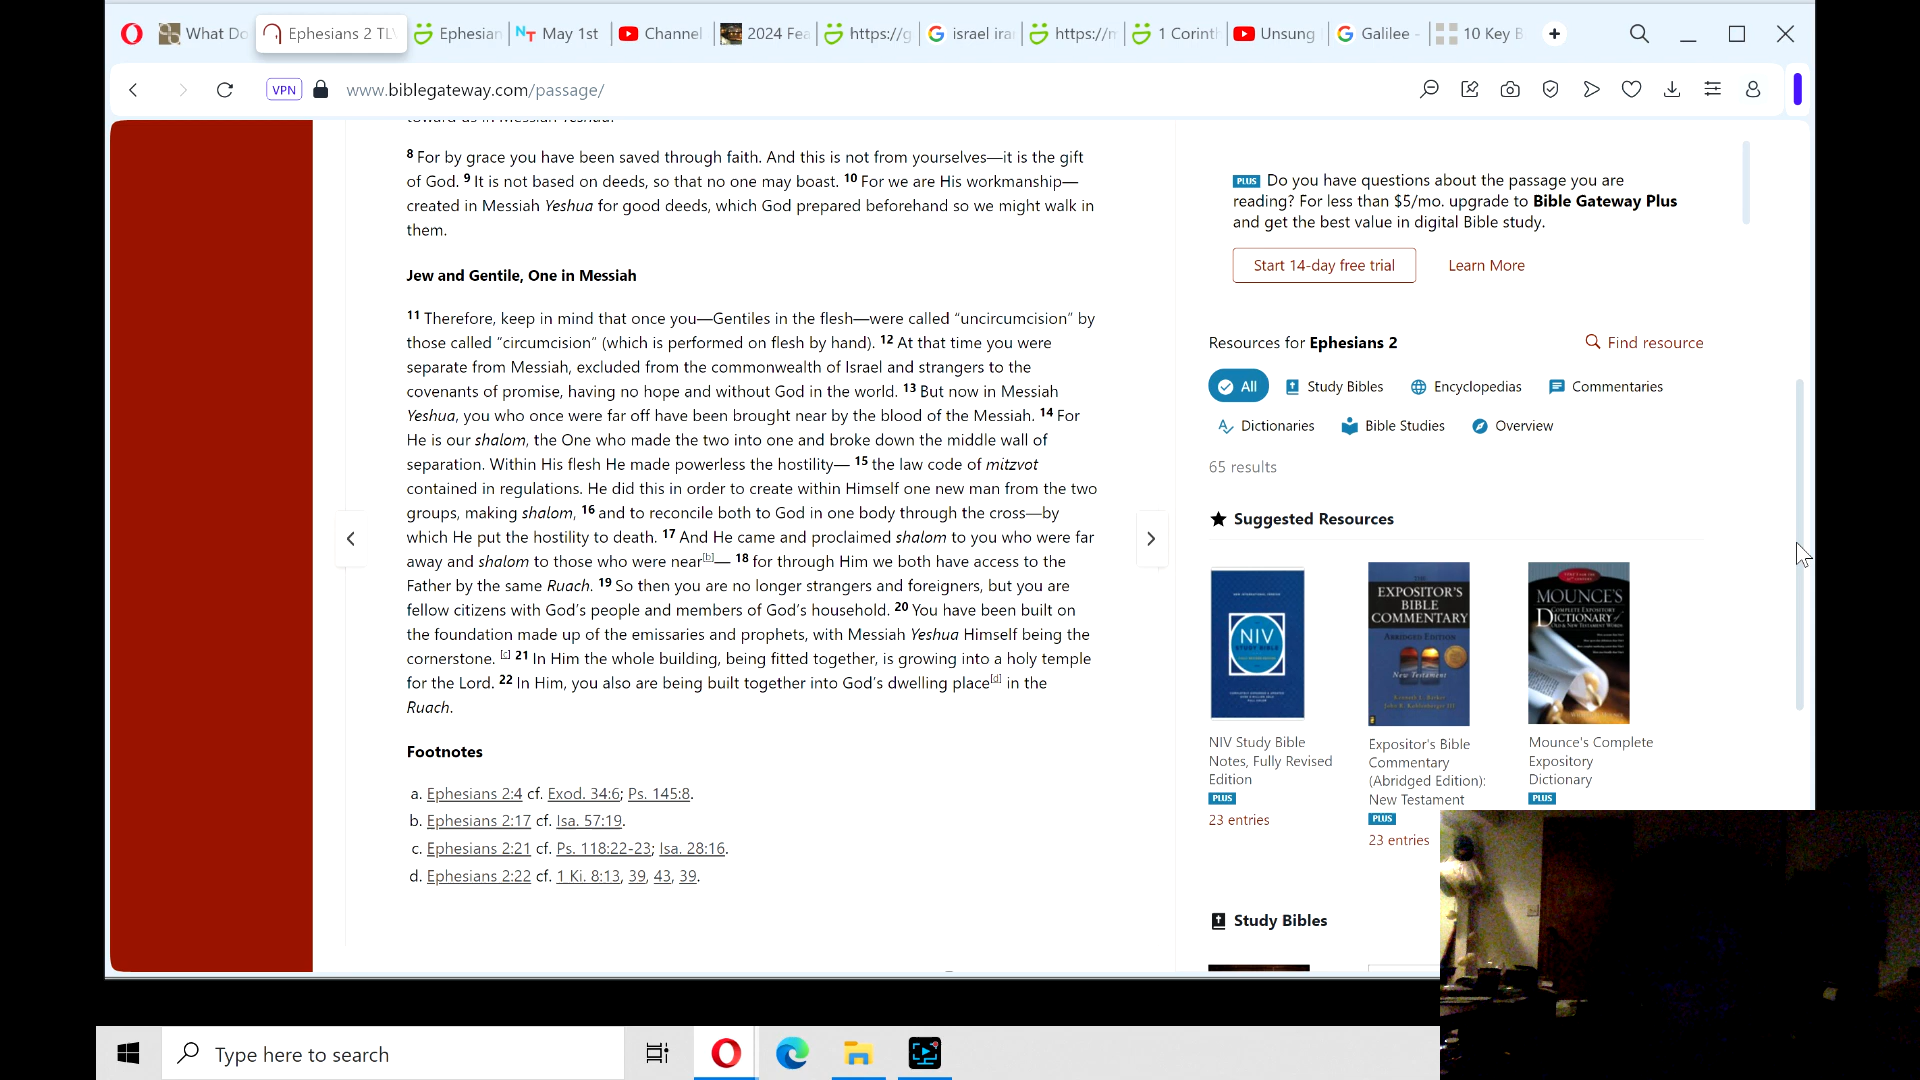 What Do
Ephesians 2 TLV
Ephesian
NT May 1st
Channel
2024 Fea
https://g
israel ira
https://m
1 Corinth
Unsung
Galilee -
10 Key B
VPN www.biblegateway.com/passage/
8 For by grace you have been saved through faith. And this is not from yourselves—it is the gift
of God. 9 It is not based on deeds, so that no one may boast. 10 For we are His workmanship—
created in Messiah Yeshua for good deeds, which God prepared beforehand so we might walk in
them.
Jew and Gentile, One in Messiah
11 Therefore, keep in mind that once you—Gentiles in the flesh—were called “uncircumcision” by
those called “circumcision” (which is performed on flesh by hand). 12 At that time you were
separate from Messiah, excluded from the commonwealth of Israel and strangers to the
covenants of promise, having no hope and without God in the world. 13 But now in Messiah
Yeshua, you who once were far off have been brought near by the blood of the Messiah. 14 For
He is our shalom, the One who made the two into one and broke down the middle wall of
separation. Within His flesh He made powerless the hostility— 15 the law code of mitzvot
contained in regulations. He did this in order to create within Himself one new man from the two
groups, making shalom, 16 and to reconcile both to God in one body through the cross—by
which He put the hostility to death. 17 And He came and proclaimed shalom to you who were far
away and shalom to those who were near[b]— 18 for through Him we both have access to the
Father by the same Ruach. 19 So then you are no longer strangers and foreigners, but you are
fellow citizens with God’s people and members of God’s household. 20 You have been built on
the foundation made up of the emissaries and prophets, with Messiah Yeshua Himself being the
cornerstone. [c] 21 In Him the whole building, being fitted together, is growing into a holy temple
for the Lord. 22 In Him, you also are being built together into God’s dwelling place[d] in the
Ruach.
Footnotes
a. Ephesians 2:4 cf. Exod. 34:6; Ps. 145:8.
b. Ephesians 2:17 cf. Isa. 57:19.
c. Ephesians 2:21 cf. Ps. 118:22-23; Isa. 28:16.
d. Ephesians 2:22 cf. 1 Ki. 8:13, 39, 43, 39.
PLUS Do you have questions about the passage you are
reading? For less than $5/mo. upgrade to Bible Gateway Plus
and get the best value in digital Bible study.
Start 14-day free trial Learn More
Resources for Ephesians 2 Find resource
All Study Bibles Encyclopedias Commentaries
Dictionaries Bible Studies Overview
65 results
Suggested Resources
NIV
STUDY BIBLE
THE
EXPOSITOR'S
BIBLE
COMMENTARY
ABRIDGED EDITION
New Testament
MOUNCE'S
COMPLETE EXPOSITORY
DICTIONARY
NIV Study Bible
Notes, Fully Revised
Edition
PLUS
23 entries
Expositor's Bible
Commentary
(Abridged Edition):
New Testament
PLUS
23 entries
Mounce's Complete
Expository
Dictionary
PLUS
Study Bibles
Type here to search